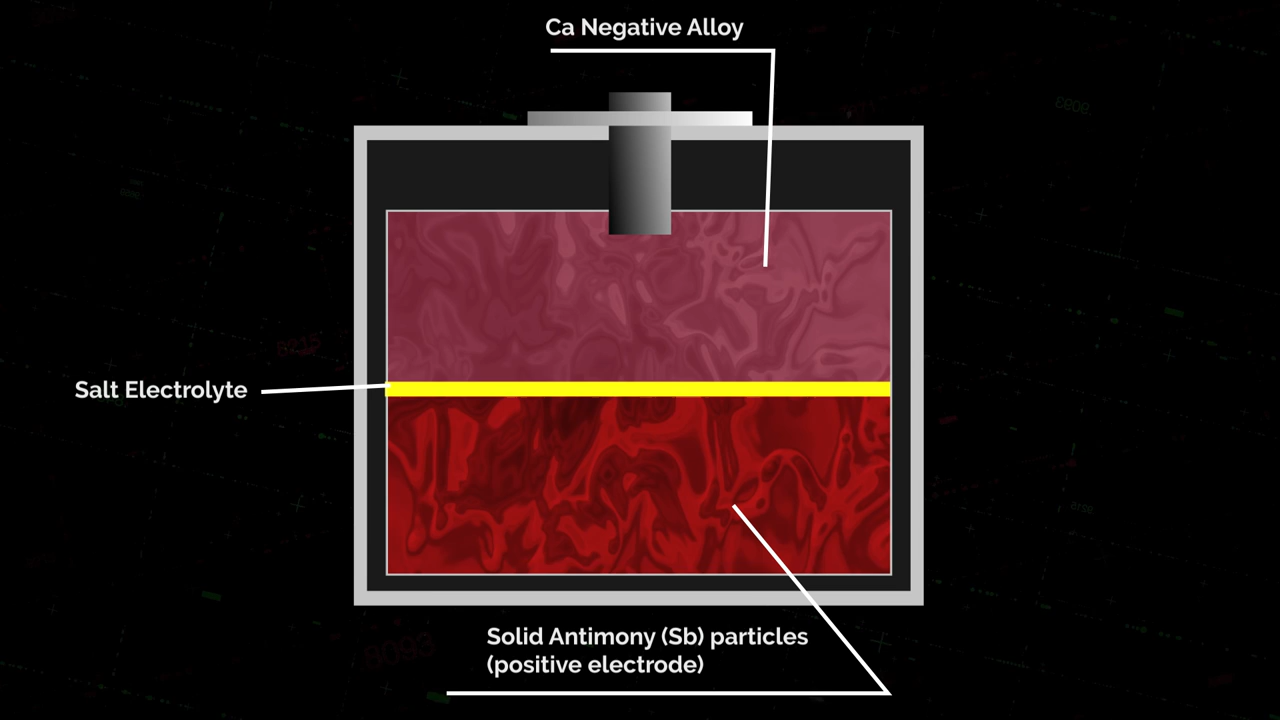 Ca Negative Alloy
Salt Electrolyte
Solid Antimony (Sb) particles
(positive electrode)